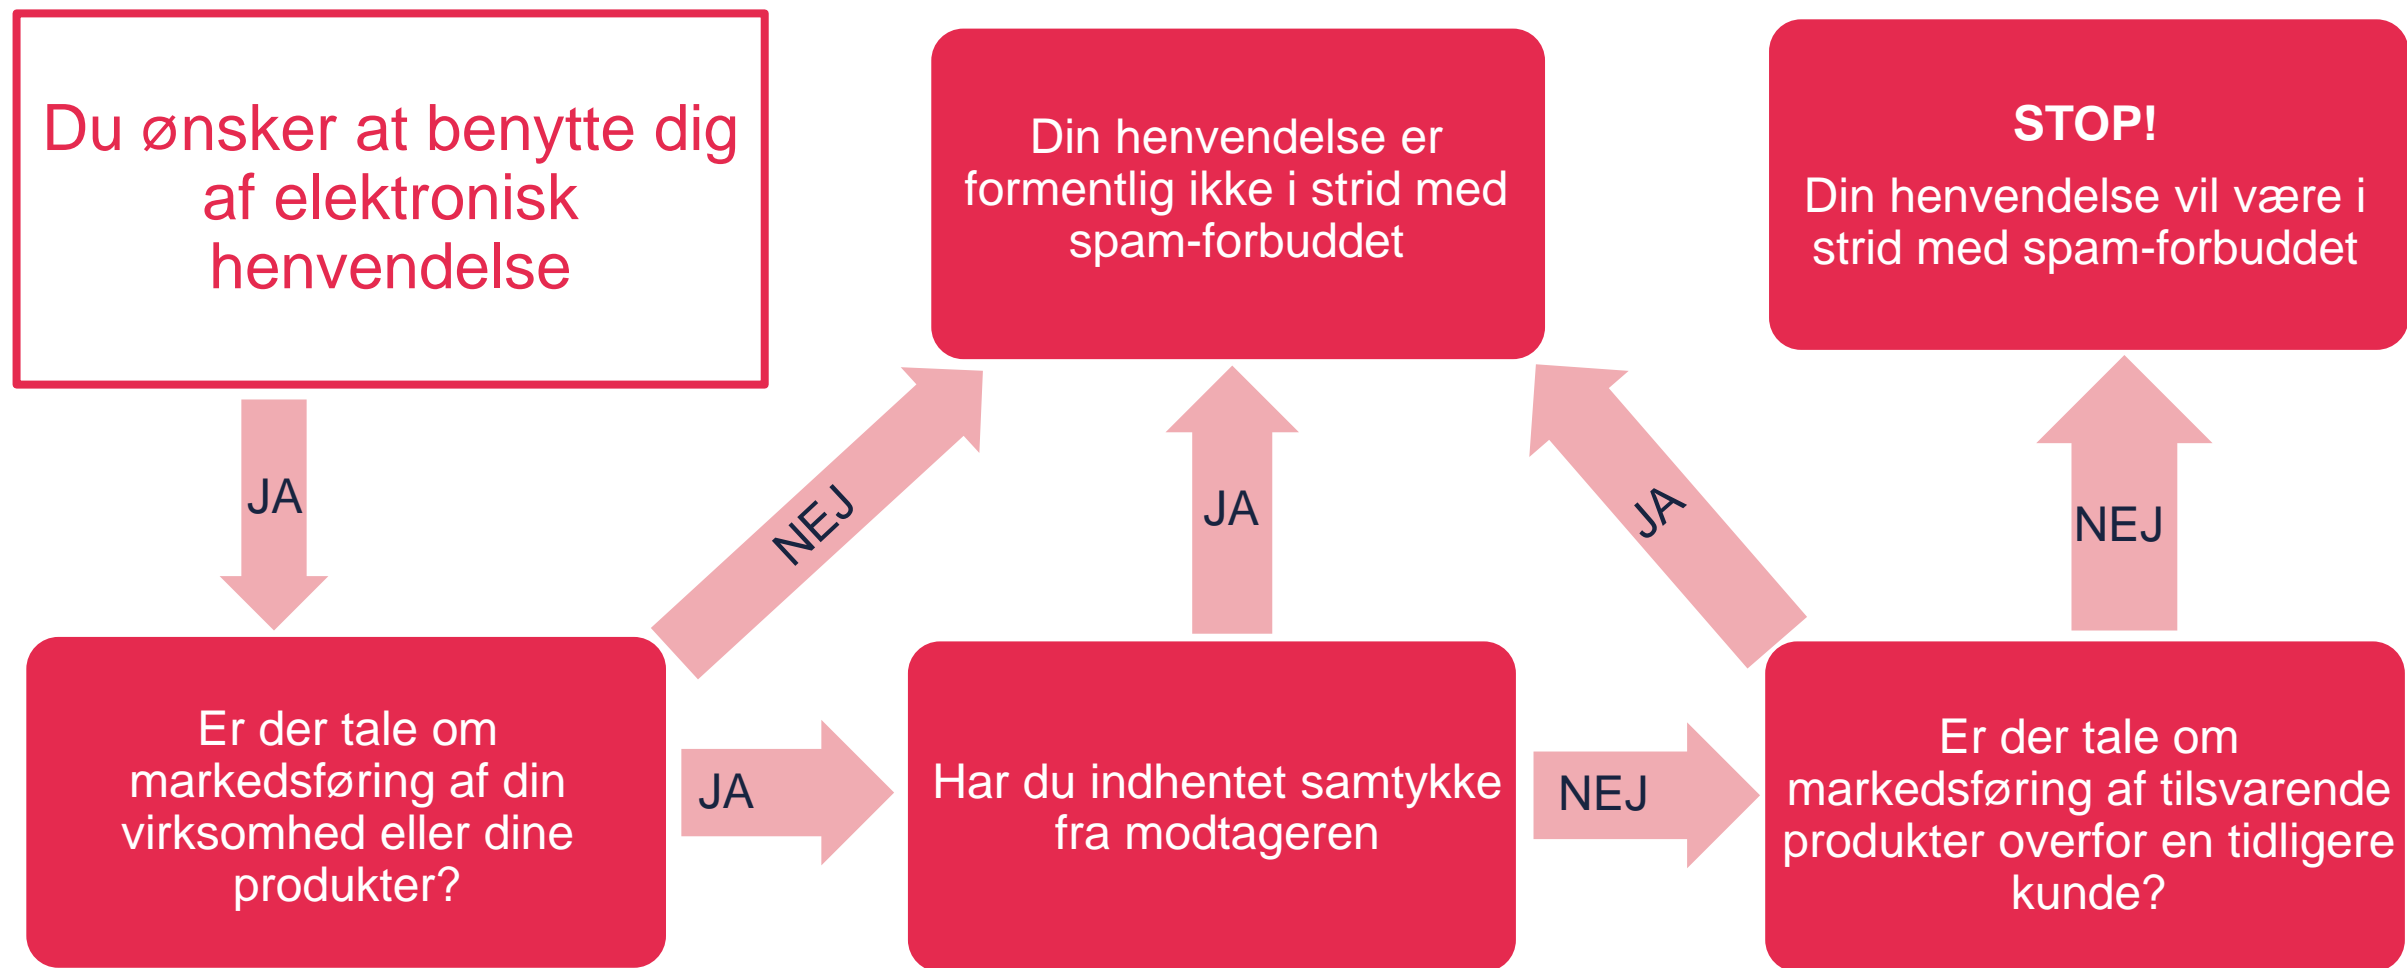 Du ønsker at benytte dig
af elektronisk
henvendelse
Din henvendelse er
formentlig ikke i strid med
spam-forbuddet
STOP!
Din henvendelse vil være i
strid med spam-forbuddet
JA
NEJ
JA
JA
NEJ
Er der tale om
markedsføring af din
virksomhed eller dine
produkter?
JA
Har du indhentet samtykke
fra modtageren
NEJ
Er der tale om
markedsføring af tilsvarende
produkter overfor en tidligere
kunde?